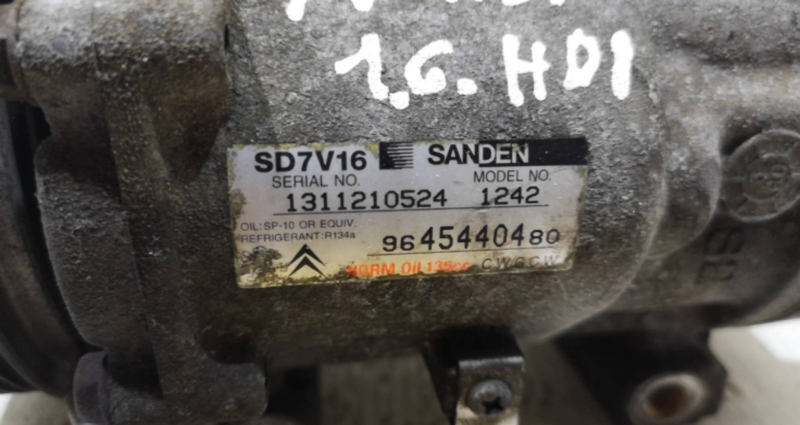 1,6. HDI
SD7V16 SANDEN
SERIAL NO. MODEL NO.
1311210524 1242
OIL: SP-10 OR EQUIV.
REFRIGERANT: R134a
9645440480
NORM OIL 135cc C.W & C.C.W